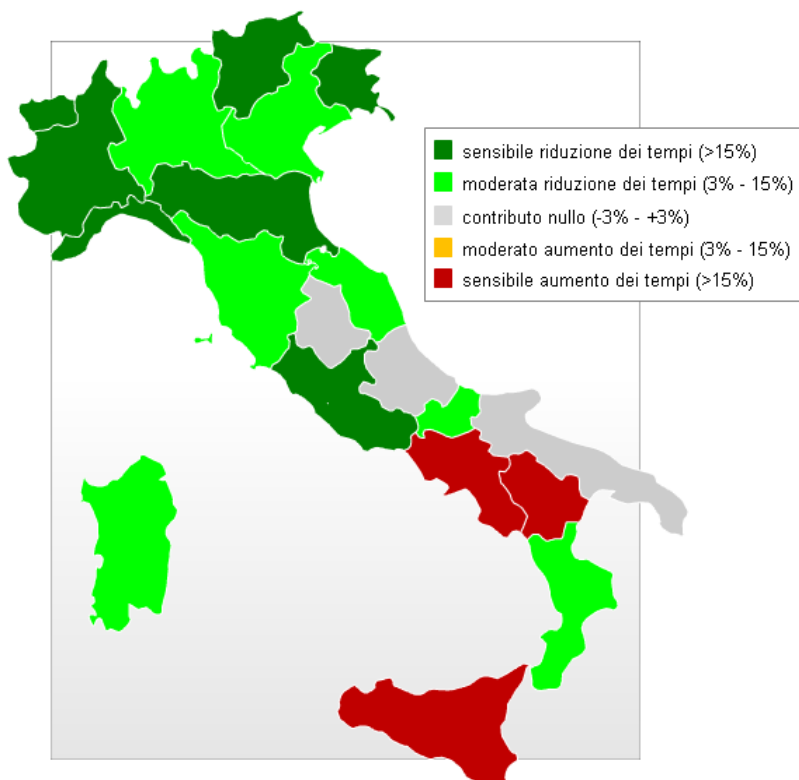 sensibile riduzione dei tempi (>15%)
moderata riduzione dei tempi (3% - 15%)
contributo nullo (-3% - +3%)
moderato aumento dei tempi (3% - 15%)
sensibile aumento dei tempi (>15%)